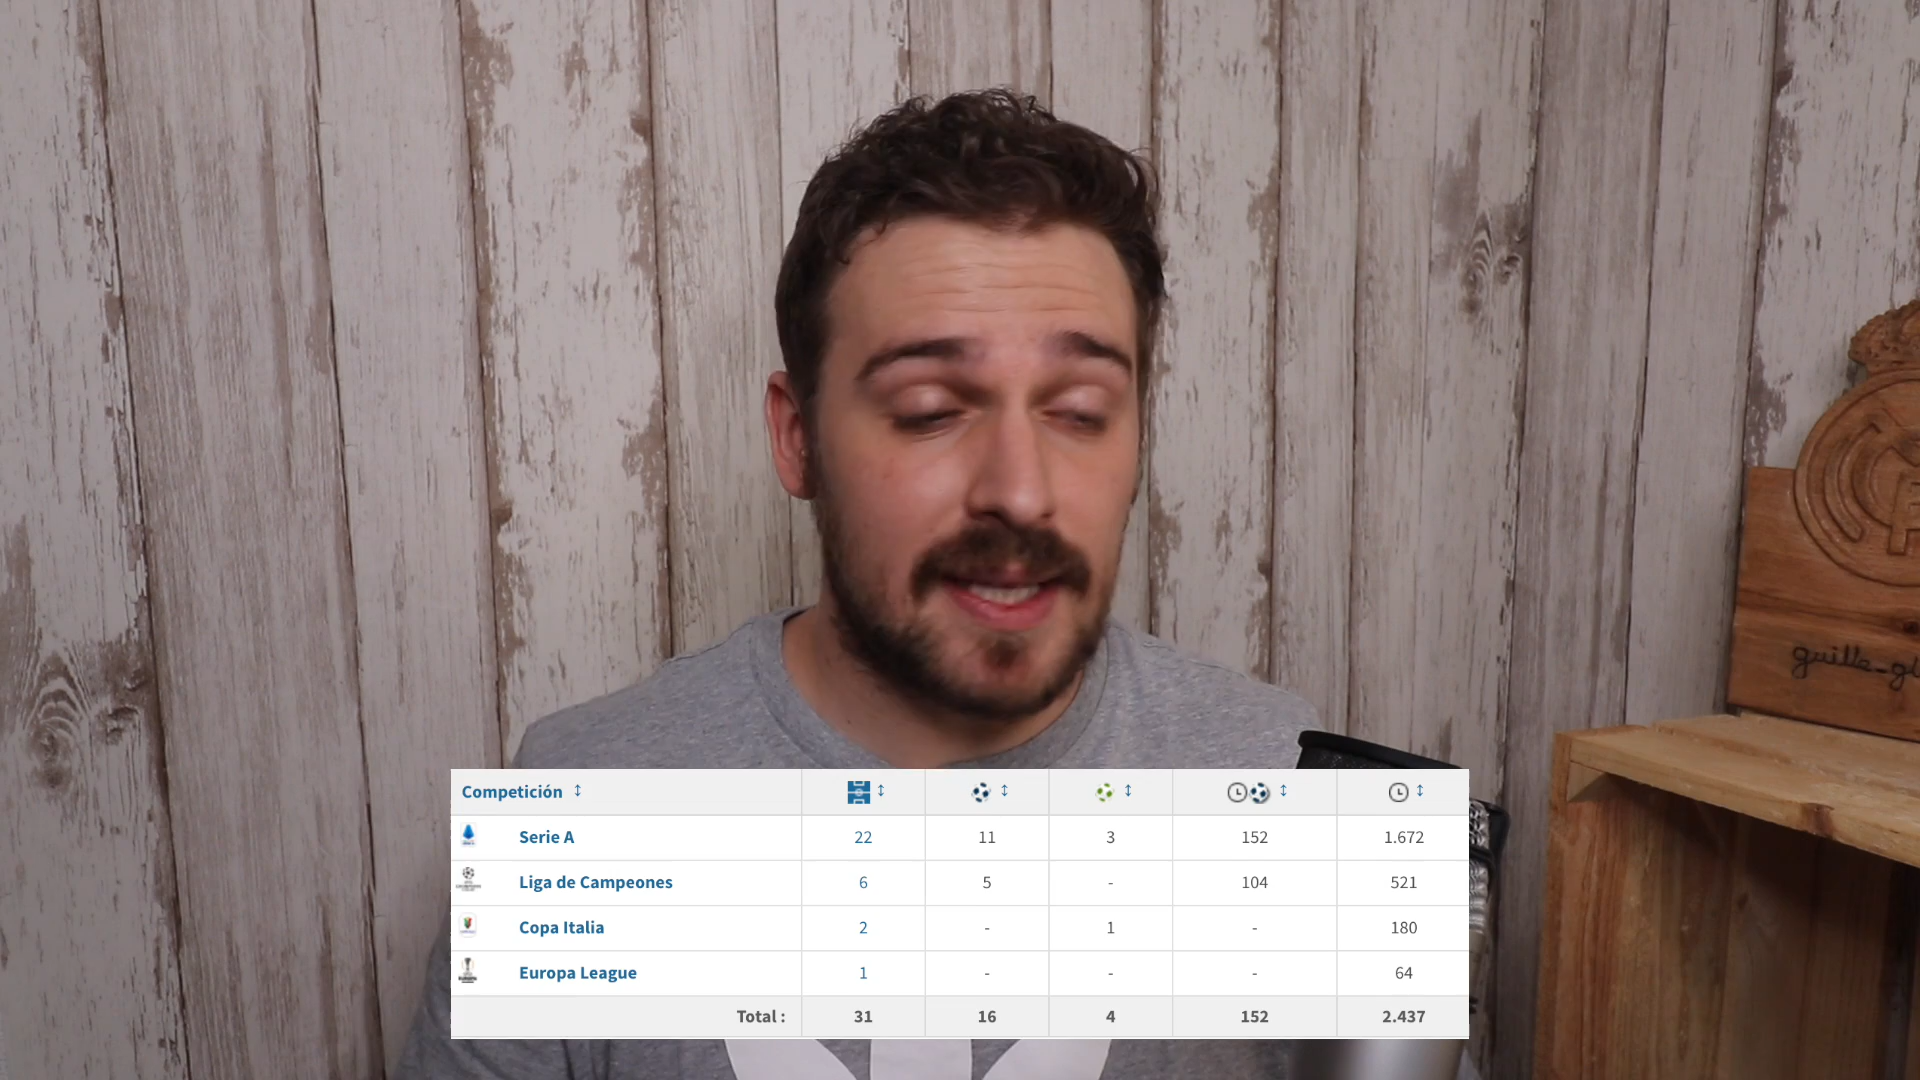 guille_gl
Competición
Serie A 22 11 3 152 1.672
Liga de Campeones 6 5 - 104 521
Copa Italia 2 - 1 - 180
Europa League 1 - - - 64
Total : 31 16 4 152 2.437